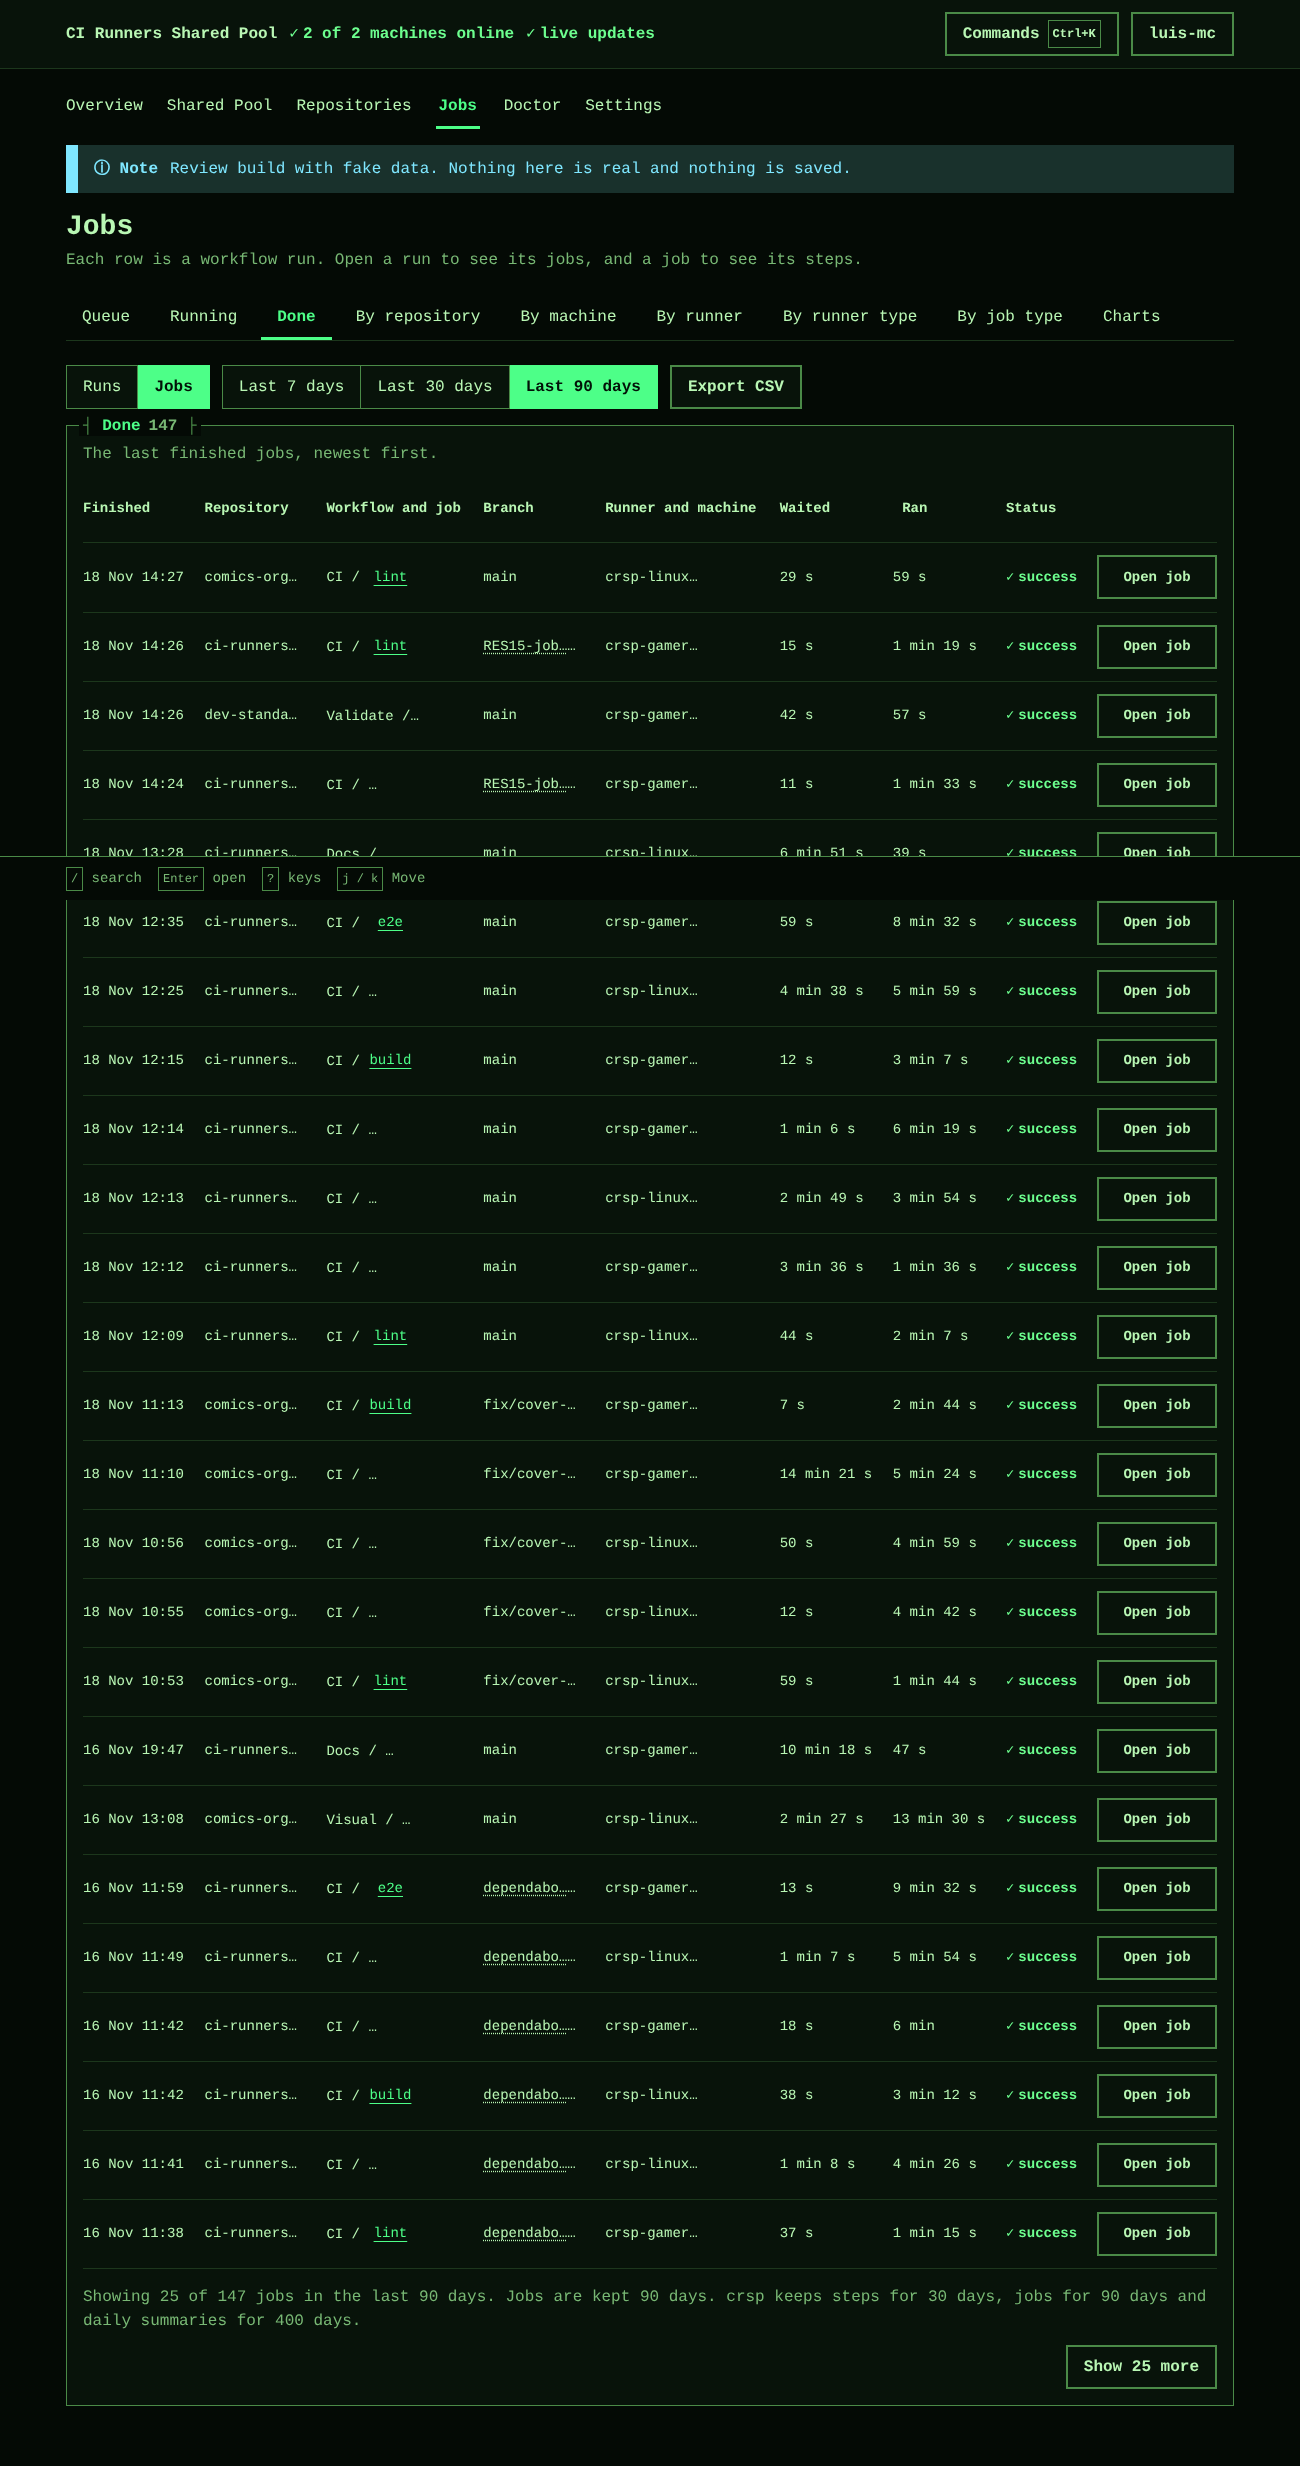 CI Runners Shared Pool ✓ 2 of 2 machines online ✓ live updates Commands Ctrl+K luis-mc
Overview Shared Pool Repositories Jobs Doctor Settings
ⓘ Note Review build with fake data. Nothing here is real and nothing is saved.
Jobs
Each row is a workflow run. Open a run to see its jobs, and a job to see its steps.
Queue Running Done By repository By machine By runner By runner type By job type Charts
Runs Jobs Last 7 days Last 30 days Last 90 days Export CSV
┤ Done 147 ├
The last finished jobs, newest first.
Finished Repository Workflow and job Branch Runner and machine Waited Ran Status
18 Nov 14:27 comics-org… CI / lint main crsp-linux… 29 s 59 s ✓ success Open job
18 Nov 14:26 ci-runners… CI / lint RES15-job…… crsp-gamer… 15 s 1 min 19 s ✓ success Open job
18 Nov 14:26 dev-standa… Validate /… main crsp-gamer… 42 s 57 s ✓ success Open job
18 Nov 14:24 ci-runners… CI / … RES15-job…… crsp-gamer… 11 s 1 min 33 s ✓ success Open job
18 Nov 13:28 ci-runners… Docs / main crsp-linux… 6 min 51 s 39 s ✓ success Open job
/ search Enter open ? keys j / k Move
18 Nov 12:35 ci-runners… CI / e2e main crsp-gamer… 59 s 8 min 32 s ✓ success Open job
18 Nov 12:25 ci-runners… CI / … main crsp-linux… 4 min 38 s 5 min 59 s ✓ success Open job
18 Nov 12:15 ci-runners… CI / build main crsp-gamer… 12 s 3 min 7 s ✓ success Open job
18 Nov 12:14 ci-runners… CI / … main crsp-gamer… 1 min 6 s 6 min 19 s ✓ success Open job
18 Nov 12:13 ci-runners… CI / … main crsp-linux… 2 min 49 s 3 min 54 s ✓ success Open job
18 Nov 12:12 ci-runners… CI / … main crsp-gamer… 3 min 36 s 1 min 36 s ✓ success Open job
18 Nov 12:09 ci-runners… CI / lint main crsp-linux… 44 s 2 min 7 s ✓ success Open job
18 Nov 11:13 comics-org… CI / build fix/cover-… crsp-gamer… 7 s 2 min 44 s ✓ success Open job
18 Nov 11:10 comics-org… CI / … fix/cover-… crsp-gamer… 14 min 21 s 5 min 24 s ✓ success Open job
18 Nov 10:56 comics-org… CI / … fix/cover-… crsp-linux… 50 s 4 min 59 s ✓ success Open job
18 Nov 10:55 comics-org… CI / … fix/cover-… crsp-linux… 12 s 4 min 42 s ✓ success Open job
18 Nov 10:53 comics-org… CI / lint fix/cover-… crsp-linux… 59 s 1 min 44 s ✓ success Open job
16 Nov 19:47 ci-runners… Docs / … main crsp-gamer… 10 min 18 s 47 s ✓ success Open job
16 Nov 13:08 comics-org… Visual / … main crsp-linux… 2 min 27 s 13 min 30 s ✓ success Open job
16 Nov 11:59 ci-runners… CI / e2e dependabo…… crsp-gamer… 13 s 9 min 32 s ✓ success Open job
16 Nov 11:49 ci-runners… CI / … dependabo…… crsp-linux… 1 min 7 s 5 min 54 s ✓ success Open job
16 Nov 11:42 ci-runners… CI / … dependabo…… crsp-gamer… 18 s 6 min ✓ success Open job
16 Nov 11:42 ci-runners… CI / build dependabo…… crsp-linux… 38 s 3 min 12 s ✓ success Open job
16 Nov 11:41 ci-runners… CI / … dependabo…… crsp-linux… 1 min 8 s 4 min 26 s ✓ success Open job
16 Nov 11:38 ci-runners… CI / lint dependabo…… crsp-gamer… 37 s 1 min 15 s ✓ success Open job
Showing 25 of 147 jobs in the last 90 days. Jobs are kept 90 days. crsp keeps steps for 30 days, jobs for 90 days and
daily summaries for 400 days.
Show 25 more